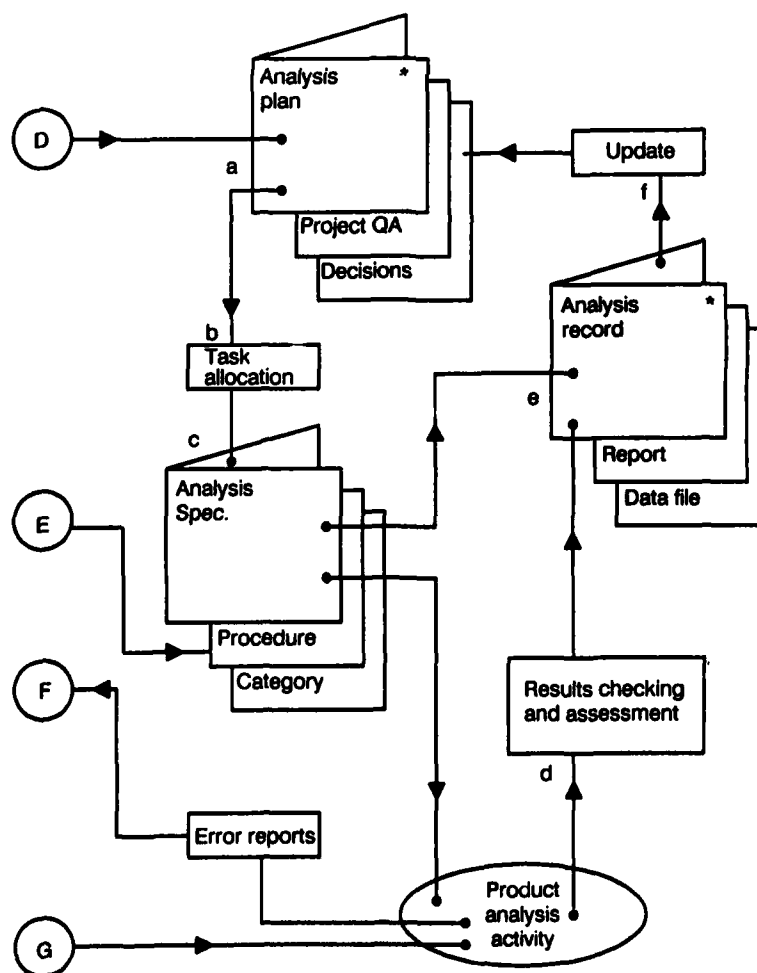 Analysis *
plan
D
Update
a
f
Project QA
Decisions
Analysis *
record
b
Task
allocation
e
c
Analysis
Spec.
Report
Data file
E
Procedure
Category
F
Results checking
and assessment
d
Error reports
Product
analysis
activity
G